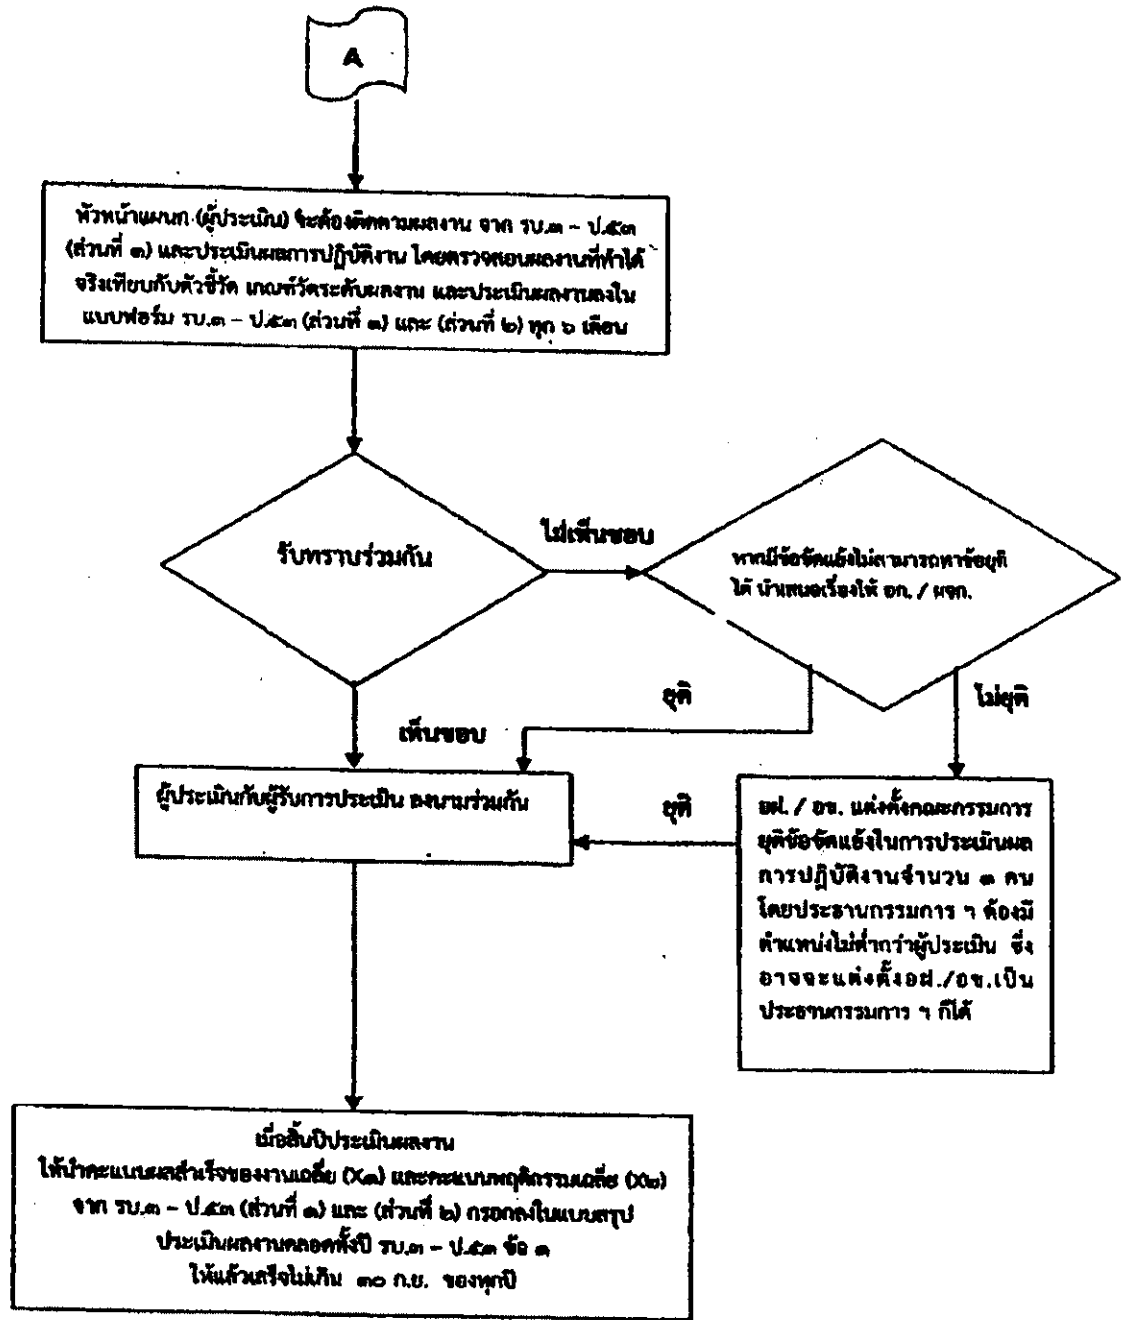 A
หัวหน้าแผนก (ผู้ประเมิน) จะต้องติดตามผลงาน จาก รบ.๓ - ป.๕๓
(ส่วนที่ ๑) และประเมินผลการปฏิบัติงาน โดยตรวจสอบผลงานที่ทำได้
จริงเทียบกับตัวชี้วัด เกณฑ์วัดระดับผลงาน และประเมินผลงานลงใน
แบบฟอร์ม รบ.๓ - ป.๕๓ (ส่วนที่ ๑) และ (ส่วนที่ ๒) ทุก ๖ เดือน
รับทราบร่วมกัน
ไม่เห็นชอบ
หากมีข้อขัดแย้งไม่สามารถหาข้อยุติ
ได้ นำเสนอเรื่องให้ อก. / ผจก.
ยุติ
ไม่ยุติ
เห็นชอบ
ผู้ประเมินกับผู้รับการประเมิน ลงนามร่วมกัน
ยุติ
อฝ. / อข. แต่งตั้งคณะกรรมการ
ยุติข้อขัดแย้งในการประเมินผล
การปฏิบัติงานจำนวน ๓ คน
โดยประธานกรรมการ ฯ ต้องมี
ตำแหน่งไม่ต่ำกว่าผู้ประเมิน ซึ่ง
อาจจะแต่งตั้งอฝ./อข.เป็น
ประธานกรรมการ ฯ ก็ได้
เมื่อสิ้นปีประเมินผลงาน
ให้นำคะแนนผลสำเร็จของงานเฉลี่ย (X๑) และคะแนนพฤติกรรมเฉลี่ย (X๒)
จาก รบ.๓ - ป.๕๓ (ส่วนที่ ๑) และ (ส่วนที่ ๒) กรอกลงในแบบสรุป
ประเมินผลงานตลอดทั้งปี รบ.๓ - ป.๕๓ ข้อ ๑
ให้แล้วเสร็จไม่เกิน ๓๐ ก.ย. ของทุกปี